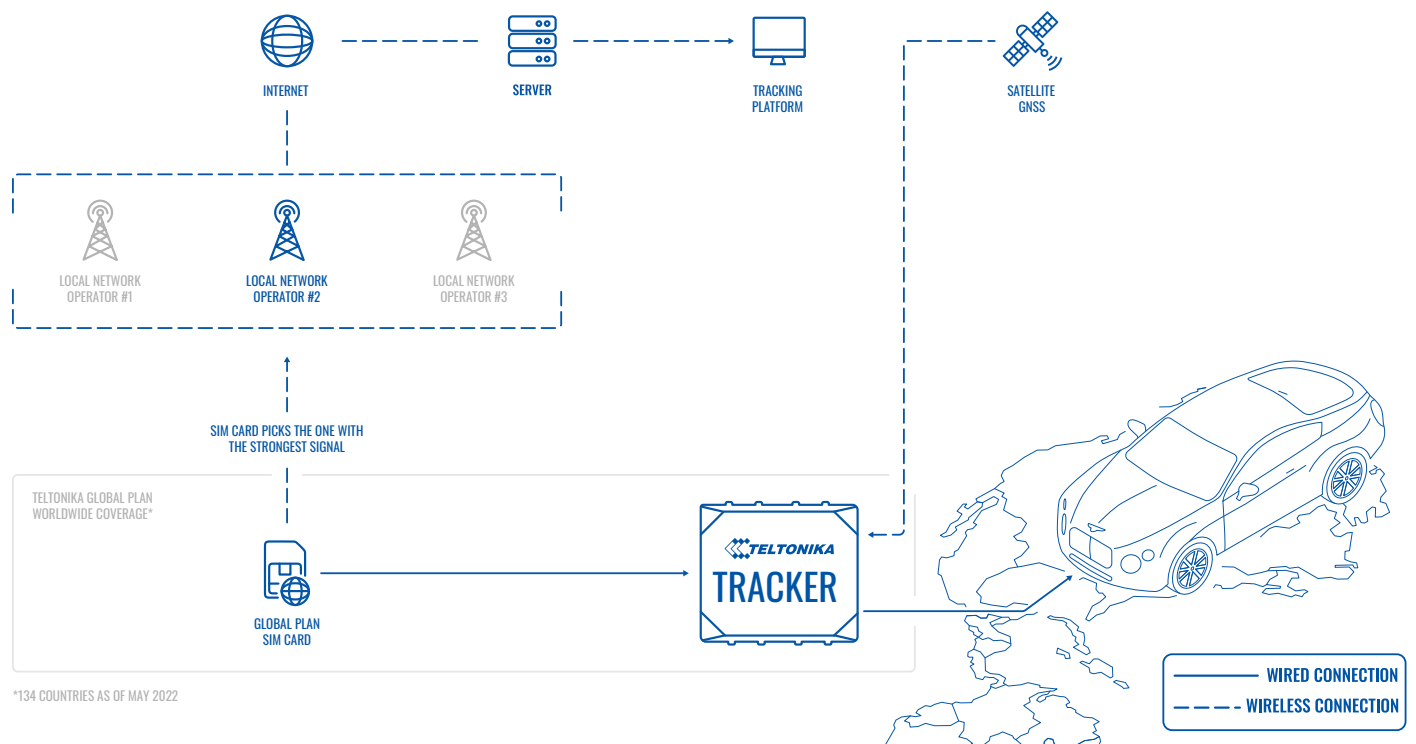 INTERNET
SERVER
TRACKING
PLATFORM
SATELLITE
GNSS
LOCAL NETWORK
OPERATOR #1
LOCAL NETWORK
OPERATOR #2
LOCAL NETWORK
OPERATOR #3
SIM CARD PICKS THE ONE WITH
THE STRONGEST SIGNAL
TELTONIKA GLOBAL PLAN
WORLDWIDE COVERAGE*
TELTONIKA
TRACKER
GLOBAL PLAN
SIM CARD
WIRED CONNECTION
WIRELESS CONNECTION
*134 COUNTRIES AS OF MAY 2022